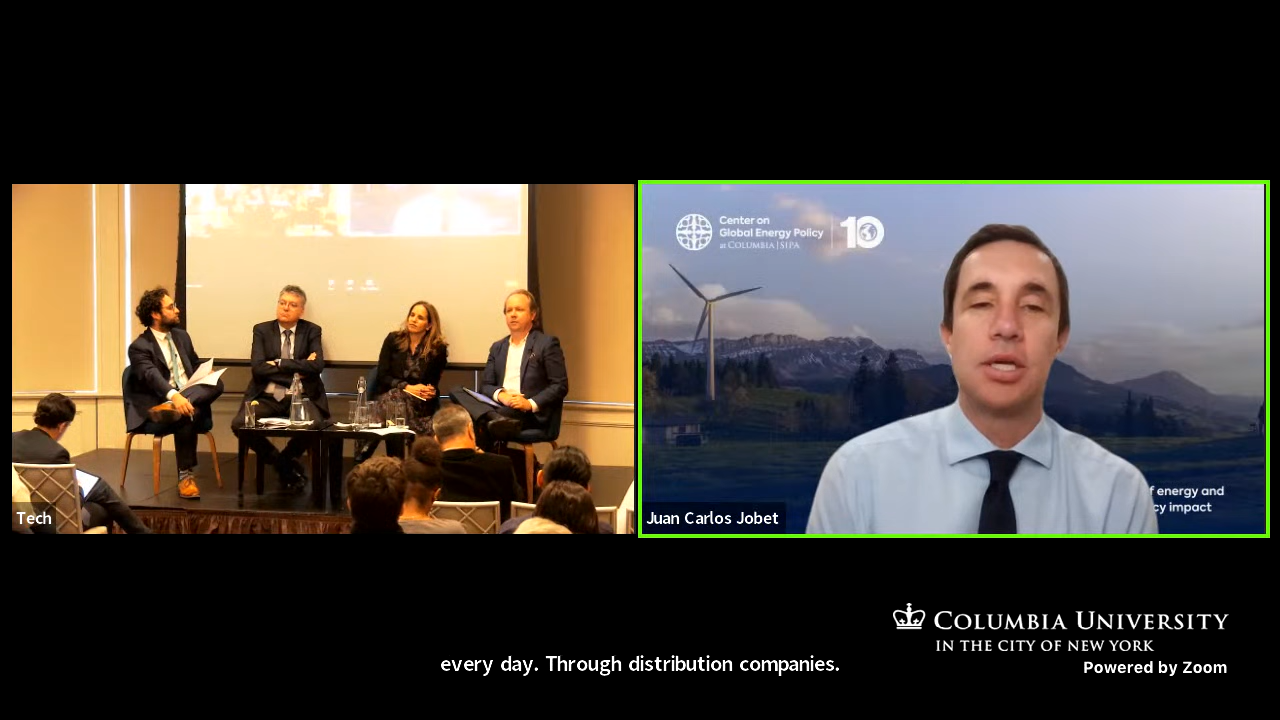 Center on
Global Energy Policy
at COLUMBIA | SIPA
10
f energy and
cy impact
Tech
Juan Carlos Jobet
COLUMBIA UNIVERSITY
IN THE CITY OF NEW YORK
every day. Through distribution companies.
Powered by Zoom